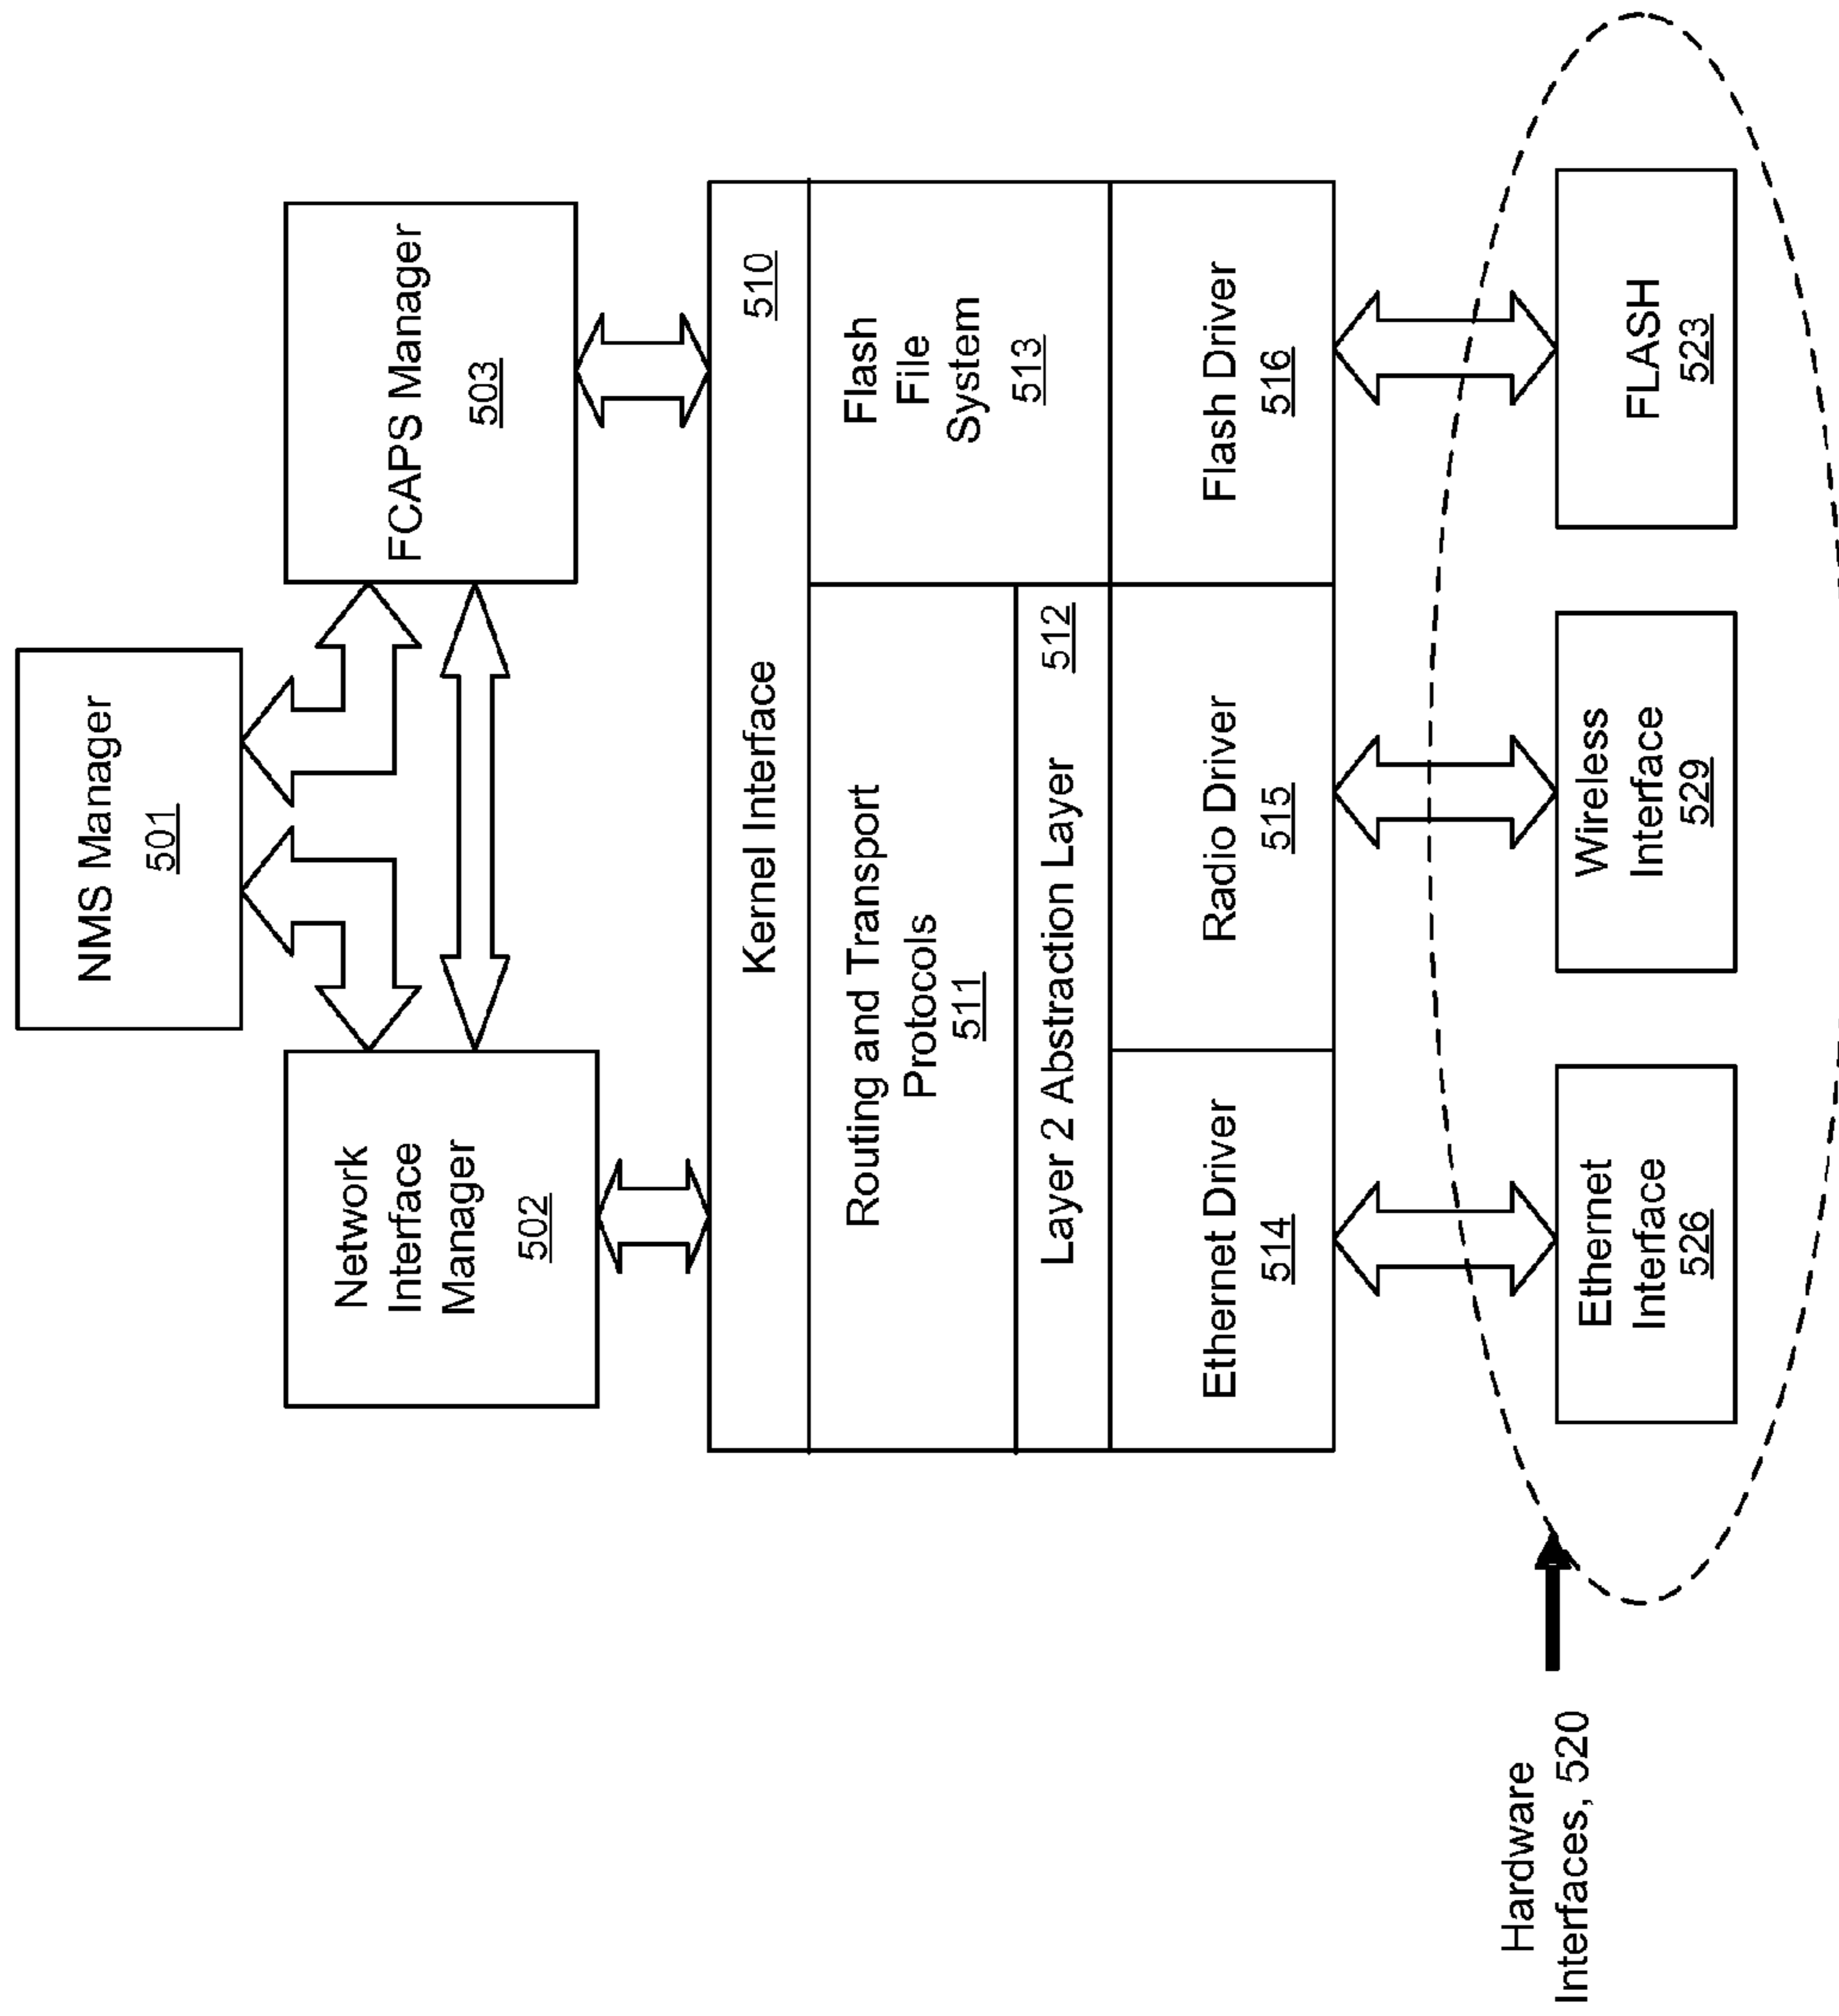 NMS Manager
501
Network
Interface
Manager
502
FCAPS Manager
503
Kernel Interface
510
Routing and Transport
Protocols
511
Flash
File
System
513
Layer 2 Abstraction Layer
512
Ethernet Driver
514
Radio Driver
515
Flash Driver
516
Hardware
Interfaces, 520
Ethernet
Interface
526
Wireless
Interface
529
FLASH
523